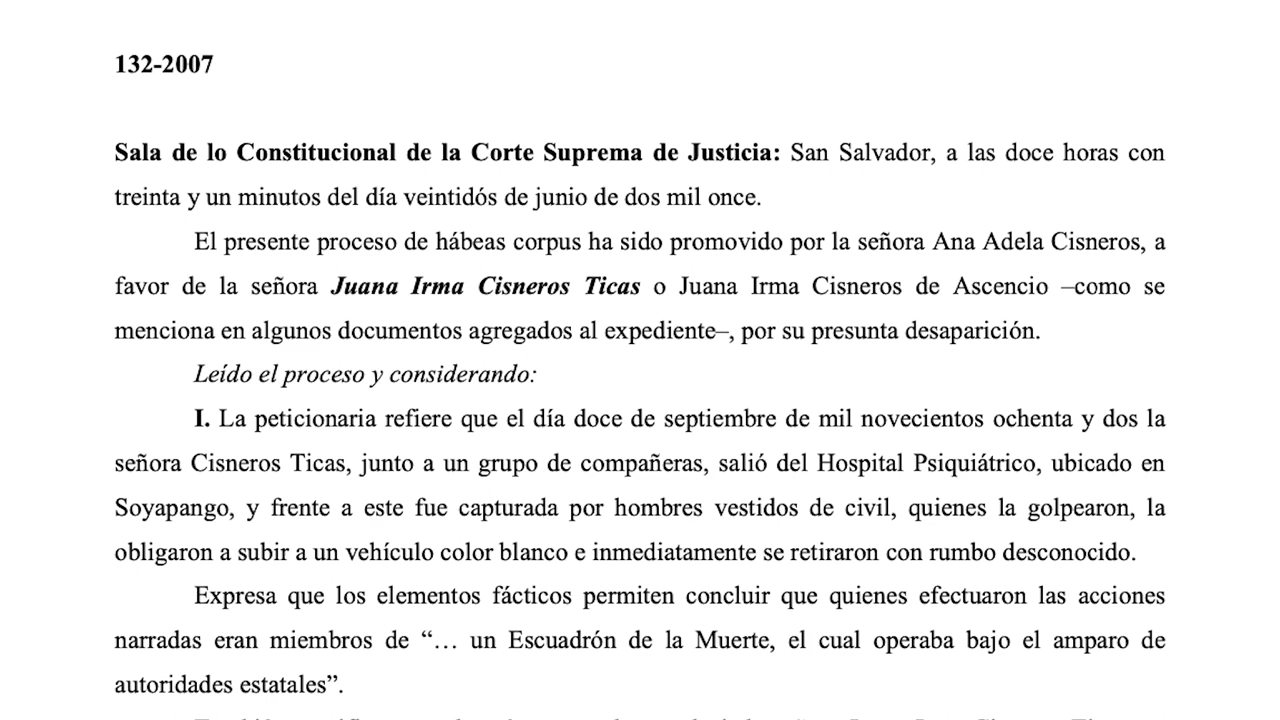 132-2007
Sala de lo Constitucional de la Corte Suprema de Justicia: San Salvador, a las doce horas con
treinta y un minutos del día veintidós de junio de dos mil once.
El presente proceso de hábeas corpus ha sido promovido por la señora Ana Adela Cisneros, a
favor de la señora Juana Irma Cisneros Ticas o Juana Irma Cisneros de Ascencio –como se
menciona en algunos documentos agregados al expediente–, por su presunta desaparición.
Leído el proceso y considerando:
I. La peticionaria refiere que el día doce de septiembre de mil novecientos ochenta y dos la
señora Cisneros Ticas, junto a un grupo de compañeras, salió del Hospital Psiquiátrico, ubicado en
Soyapango, y frente a este fue capturada por hombres vestidos de civil, quienes la golpearon, la
obligaron a subir a un vehículo color blanco e inmediatamente se retiraron con rumbo desconocido.
Expresa que los elementos fácticos permiten concluir que quienes efectuaron las acciones
narradas eran miembros de “… un Escuadrón de la Muerte, el cual operaba bajo el amparo de
autoridades estatales”.